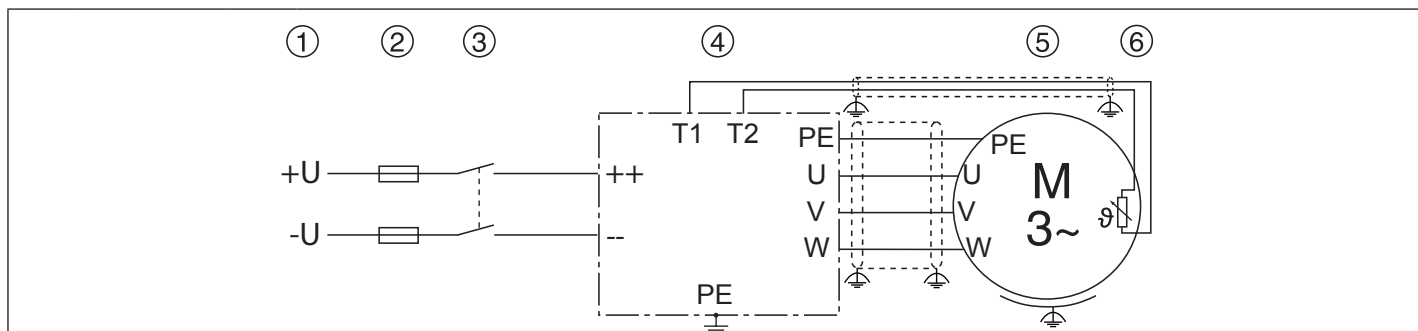 ① ② ③ ④ ⑤ ⑥
T1 T2
PE PE
+U ++ U U
M
V V
3~
ϑ
-U -- W W
PE